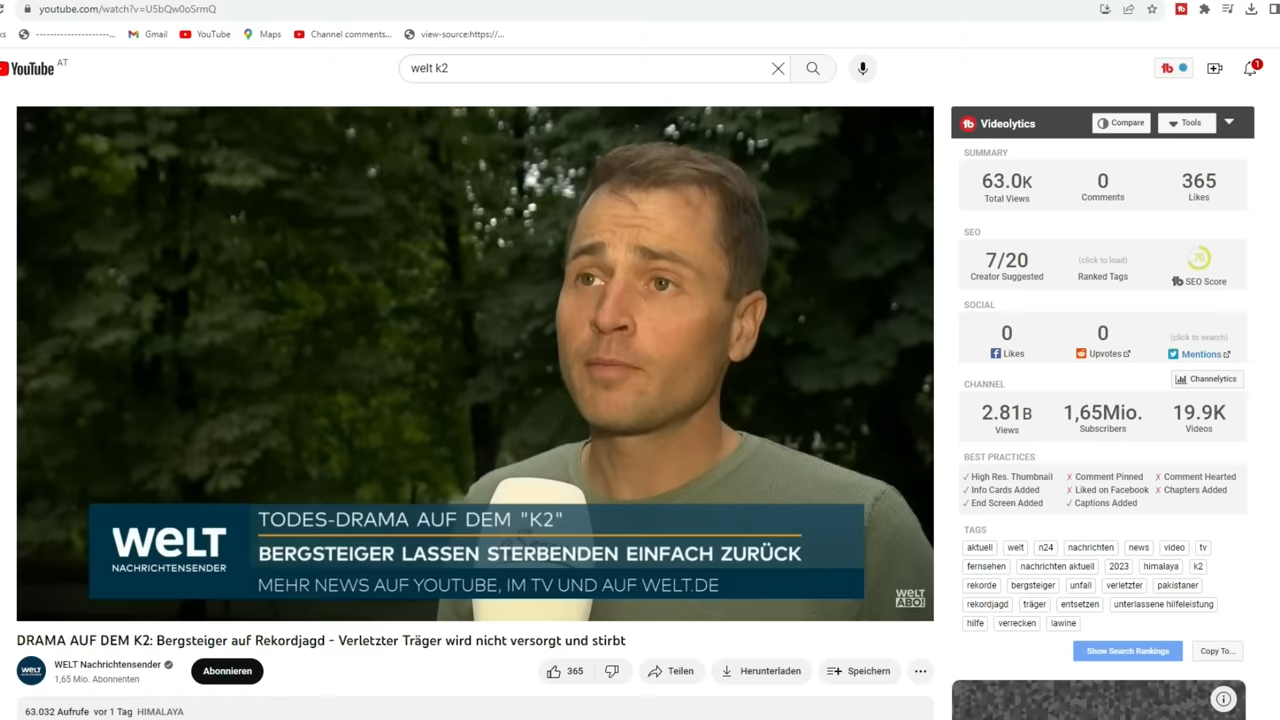 youtube.com/watch?v=U5bQw0oSrmQ
--------------------... Gmail YouTube Maps Channel comments... view-source:https://...
YouTube AT
welt k2
1
Videolytics Compare Tools
SUMMARY
63.0K 0 365
Total Views Comments Likes
SEO
7/20 (click to load) 70
Creator Suggested Ranked Tags SEO Score
SOCIAL
0 0 (click to search)
Likes Upvotes Mentions
Channelytics
CHANNEL
2.81B 1,65Mio. 19.9K
Views Subscribers Videos
BEST PRACTICES
✓ High Res. Thumbnail ✗ Comment Pinned ✗ Comment Hearted
✓ Info Cards Added ✗ Liked on Facebook ✗ Chapters Added
✓ End Screen Added ✓ Captions Added
TAGS
aktuell welt n24 nachrichten news video tv
fernsehen nachrichten aktuell 2023 himalaya k2
rekorde bergsteiger unfall verletzter pakistaner
rekordjagd träger entsetzen unterlassene hilfeleistung
hilfe verrecken lawine
Show Search Rankings Copy To...
WELT
NACHRICHTENSENDER
TODES-DRAMA AUF DEM "K2"
BERGSTEIGER LASSEN STERBENDEN EINFACH ZURÜCK
MEHR NEWS AUF YOUTUBE, IM TV UND AUF WELT.DE
WELT
ABO!
DRAMA AUF DEM K2: Bergsteiger auf Rekordjagd - Verletzter Träger wird nicht versorgt und stirbt
welt
WELT Nachrichtensender
1,65 Mio. Abonnenten
Abonnieren
365 Teilen Herunterladen Speichern ...
63.032 Aufrufe vor 1 Tag HIMALAYA